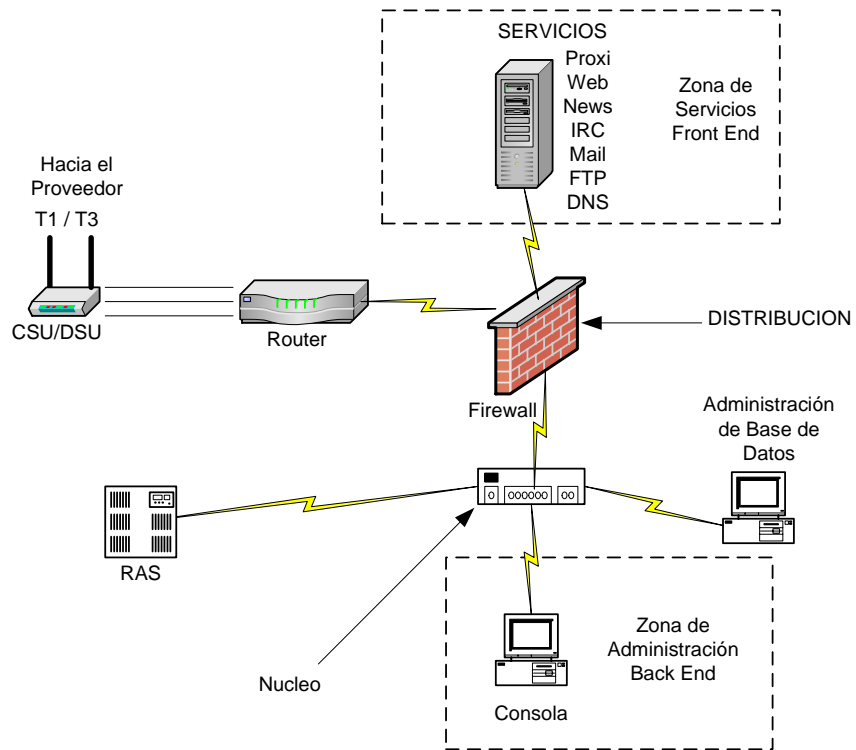 SERVICIOS
Proxi
Web
News
IRC
Mail
FTP
DNS
Zona de
Servicios
Front End
Hacia el
Proveedor
T1 / T3
CSU/DSU
Router
DISTRIBUCION
Firewall
Administración
de Base de
Datos
RAS
Nucleo
Zona de
Administración
Back End
Consola